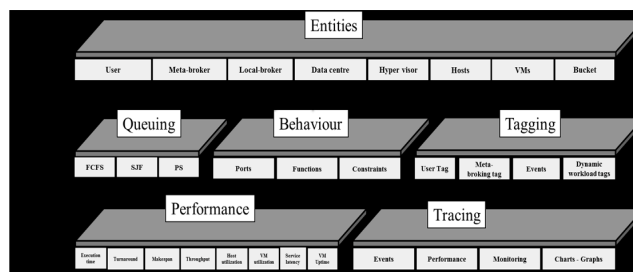 Entities
User Meta-broker Local-broker Data centre Hyper visor Hosts VMs Bucket
Queuing Behaviour Tagging
FCFS SJF PS Ports Functions Constraints User Tag Meta-broking tag Events Dynamic workload tags
Performance Tracing
Execution time Turnaround Makespan Throughput Host utilization VM utilization Service latency VM Uptime Events Performance Monitoring Charts - Graphs